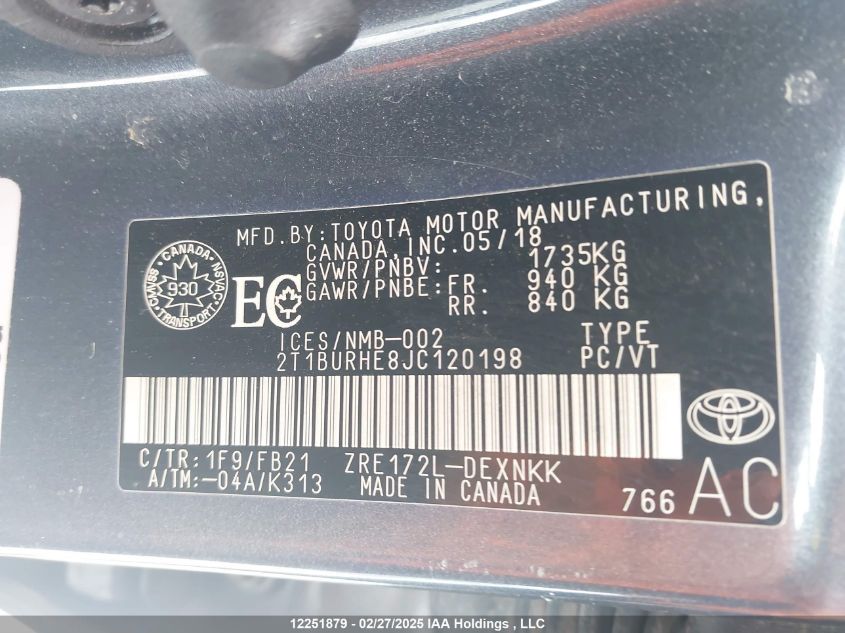 MFD.BY:TOYOTA MOTOR MANUFACTURING,
CANADA,INC.05/18
GVWR/PNBV: 1735KG
GAWR/PNBE:FR. 940 KG
RR. 840 KG
CANADA
NSVAC
TRANSPORT
CMVSS
930
EC
ICES/NMB-002 TYPE
2T1BURHE8JC120198 PC/VT
C/TR:1F9/FB21 ZRE172L-DEXNKK
A/TM:-04A/K313 MADE IN CANADA 766 AC
12251879 - 02/27/2025 IAA Holdings, LLC